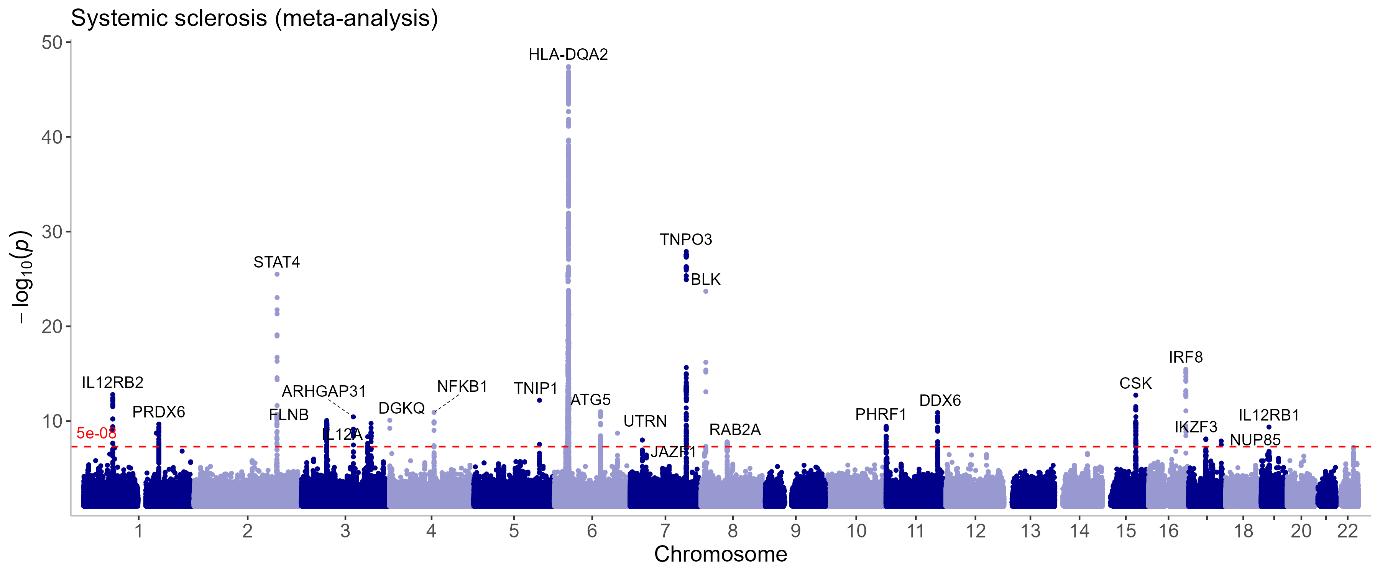 Systemic sclerosis (meta-analysis)
50
HLA-DQA2
40
30
TNPO3
STAT4
BLK
− log10(p)
20
IRF8
IL12RB2
ARHGAP31
NFKB1
TNIP1
CSK
PRDX6
FLNB
DGKQ
ATG5
UTRN
PHRF1
DDX6
IL12RB1
10
5e-08
IL12A
JAZF1
RAB2A
IKZF3
NUP85
1 2 3 4 5 6 7 8 9 10 11 12 13 14 15 16 18 19 20 22
Chromosome